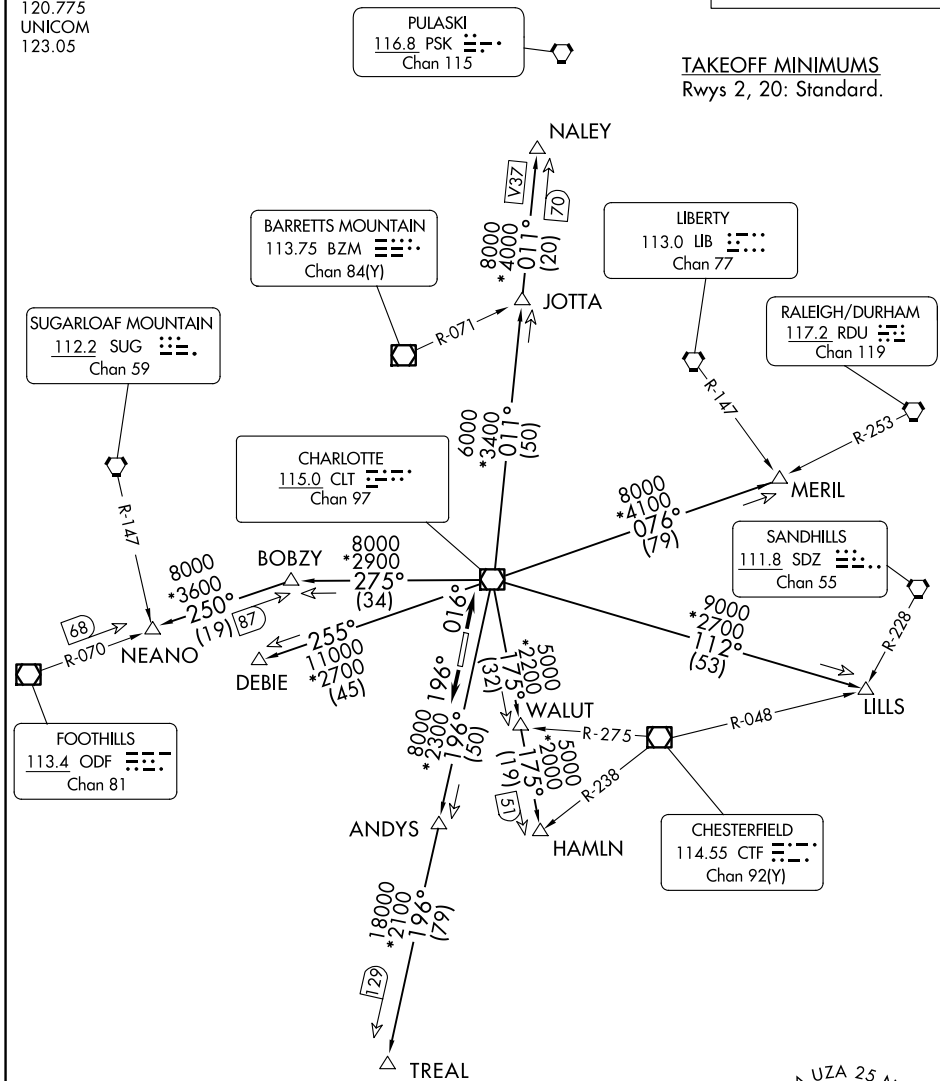 120.775
UNICOM
123.05
PULASKI
116.8 PSK
Chan 115
TAKEOFF MINIMUMS
Rwys 2, 20: Standard.
NALEY
V37
70
8000
*4000
011°
(20)
BARRETTS MOUNTAIN
113.75 BZM
Chan 84(Y)
LIBERTY
113.0 LIB
Chan 77
JOTTA
R-071
SUGARLOAF MOUNTAIN
112.2 SUG
Chan 59
RALEIGH/DURHAM
117.2 RDU
Chan 119
R-147
R-253
6000
*3400
011°
(50)
CHARLOTTE
115.0 CLT
Chan 97
MERIL
8000
*4100
076°
(79)
R-147
SANDHILLS
111.8 SDZ
Chan 55
BOBZY
8000
*2900
275°
(34)
8000
*3600
250°
(19)
87
68
R-070
NEANO
016°
196°
255°
11000
*2700
(45)
DEBIE
9000
*2700
112°
(53)
R-228
LILLS
5000
*2200
175°
(32)
WALUT
R-275
R-048
8000
*2300
196°
(50)
5000
*2000
175°
(19)
51
R-238
FOOTHILLS
113.4 ODF
Chan 81
ANDYS
HAMLN
CHESTERFIELD
114.55 CTF
Chan 92(Y)
18000
*2100
196°
(79)
129
TREAL
UZA 25